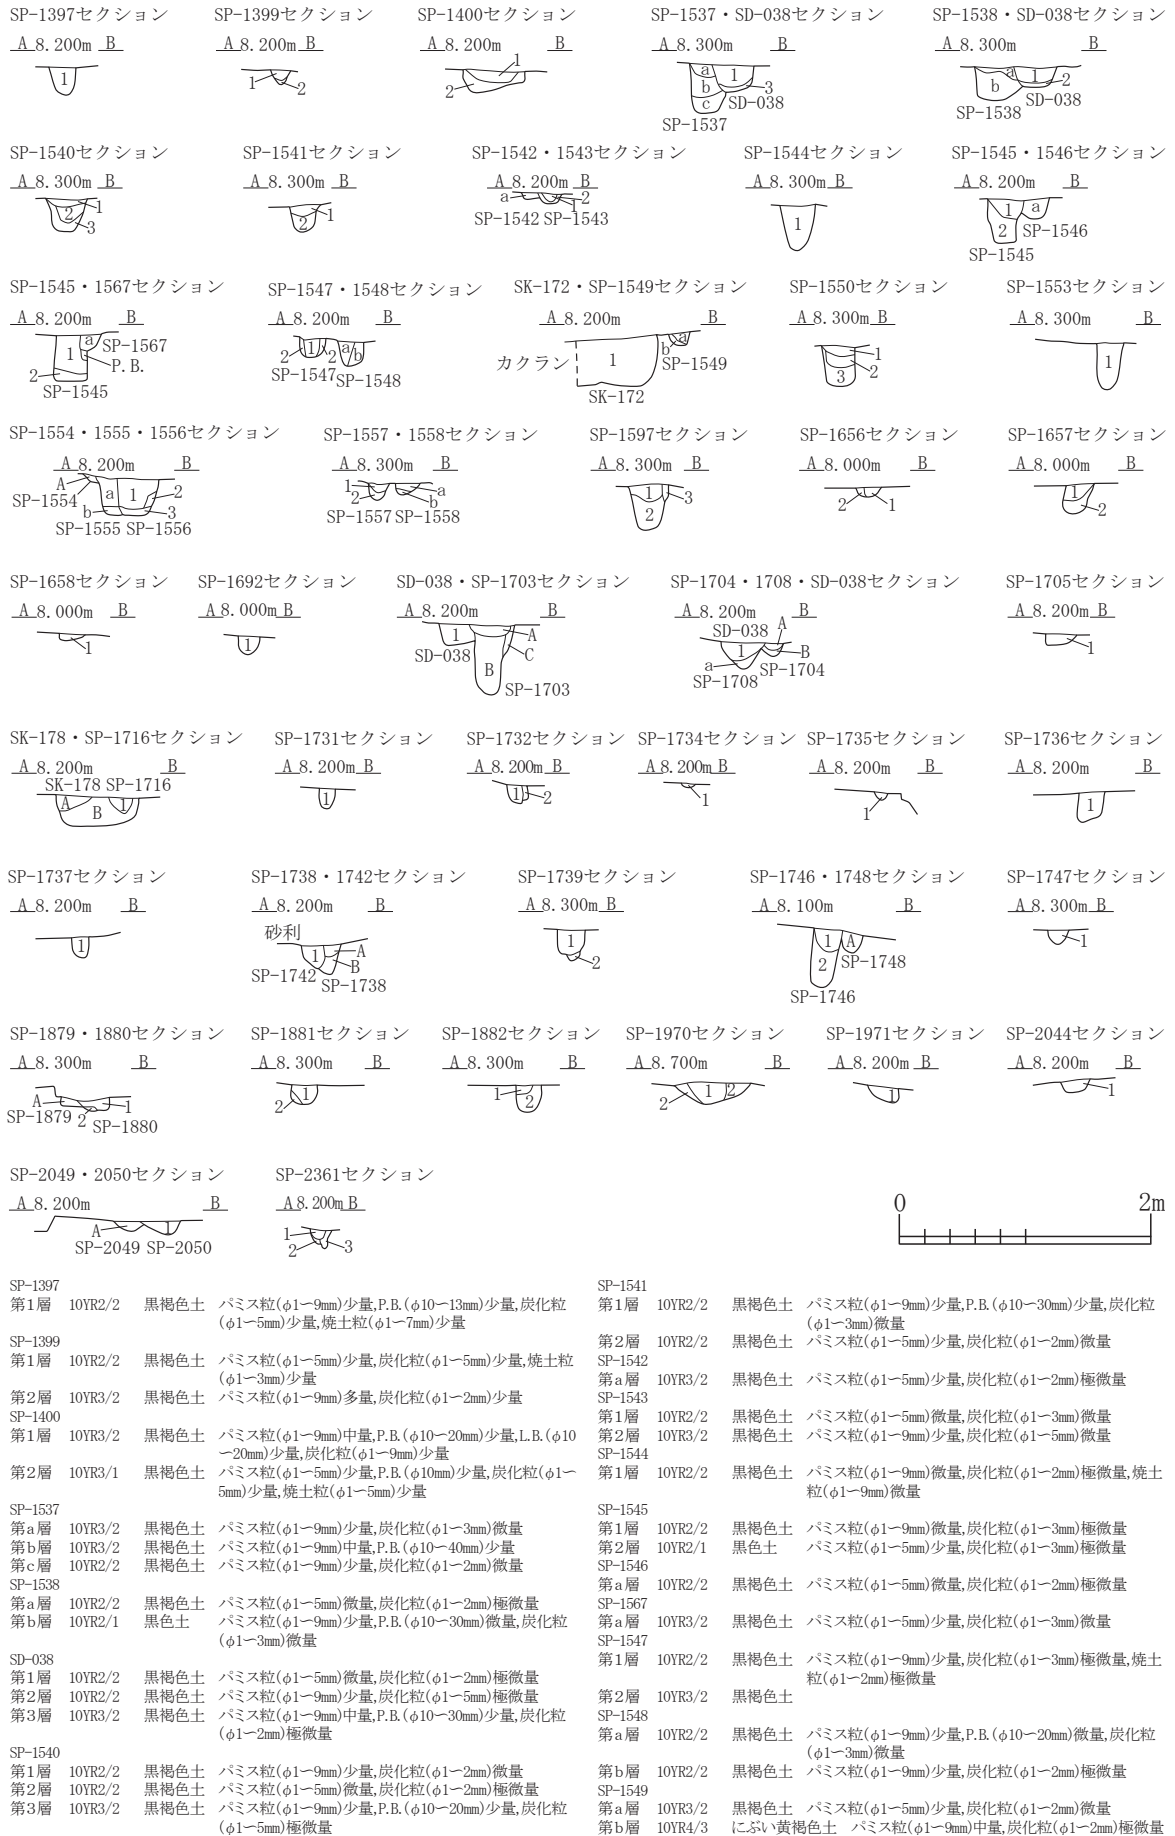 SP-1397セクション
A 8.200m B
1
SP-1399セクション
A 8.200m B
1
2
SP-1400セクション
A 8.200m B
1
2
SP-1537・SD-038セクション
A 8.300m B
a 1
b 3
c SD-038
SP-1537
SP-1538・SD-038セクション
A 8.300m B
a 1 2
b
SP-1538 SD-038
SP-1540セクション
A 8.300m B
1
2
3
SP-1541セクション
A 8.300m B
1
2
SP-1542・1543セクション
A 8.200m B
a 2
1
SP-1542 SP-1543
SP-1544セクション
A 8.300m B
1
SP-1545・1546セクション
A 8.200m B
1 a
2 SP-1546
SP-1545
SP-1545・1567セクション
A 8.200m B
a SP-1567
1 P.B.
2
SP-1545
SP-1547・1548セクション
A 8.200m B
2 1 2 a b
SP-1547 SP-1548
SK-172・SP-1549セクション
A 8.200m B
カクラン 1 b a
SP-1549
SK-172
SP-1550セクション
A 8.300m B
1
2
3
SP-1553セクション
A 8.300m B
1
SP-1554・1555・1556セクション
A 8.200m B
A
SP-1554 a 1 2
b 3
SP-1555 SP-1556
SP-1557・1558セクション
A 8.300m B
1 a
2 b
SP-1557 SP-1558
SP-1597セクション
A 8.300m B
1 3
2
SP-1656セクション
A 8.000m B
2 1
SP-1657セクション
A 8.000m B
1
2
SP-1658セクション
A 8.000m B
1
SP-1692セクション
A 8.000m B
1
SD-038・SP-1703セクション
A 8.200m B
1 A
SD-038 B C
SP-1703
SP-1704・1708・SD-038セクション
A 8.200m B
SD-038 A
1 B
a SP-1704
SP-1708
SP-1705セクション
A 8.200m B
1
SK-178・SP-1716セクション
A 8.200m B
SK-178 SP-1716
A B 1
SP-1731セクション
A 8.200m B
1
SP-1732セクション
A 8.200m B
1 2
SP-1734セクション
A 8.200m B
1
SP-1735セクション
A 8.200m B
1
SP-1736セクション
A 8.200m B
1
SP-1737セクション
A 8.200m B
1
SP-1738・1742セクション
A 8.200m B
砂利
1 A
B
SP-1742 SP-1738
SP-1739セクション
A 8.300m B
1
2
SP-1746・1748セクション
A 8.100m B
1 A
2 SP-1748
SP-1746
SP-1747セクション
A 8.300m B
1
SP-1879・1880セクション
A 8.300m B
A 1
SP-1879 2 SP-1880
SP-1881セクション
A 8.300m B
1
2
SP-1882セクション
A 8.300m B
1
2
SP-1970セクション
A 8.700m B
2 1 2
SP-1971セクション
A 8.200m B
1
SP-2044セクション
A 8.200m B
1
SP-2049・2050セクション
A 8.200m B
A 1
SP-2049 SP-2050
SP-2361セクション
A 8.200m B
1
2 3
0 2m
SP-1397
第1層 10YR2/2 黒褐色土 パミス粒(φ1〜9mm)少量,P.B.(φ10〜13mm)少量,炭化粒
(φ1〜5mm)少量,焼土粒(φ1〜7mm)少量
SP-1399
第1層 10YR2/2 黒褐色土 パミス粒(φ1〜5mm)少量,炭化粒(φ1〜5mm)少量,焼土粒
(φ1〜3mm)少量
第2層 10YR3/2 黒褐色土 パミス粒(φ1〜9mm)多量,炭化粒(φ1〜2mm)少量
SP-1400
第1層 10YR3/2 黒褐色土 パミス粒(φ1〜9mm)中量,P.B.(φ10〜20mm)少量,L.B.(φ10
〜20mm)少量,炭化粒(φ1〜9mm)少量
第2層 10YR3/1 黒褐色土 パミス粒(φ1〜5mm)少量,P.B.(φ10mm)少量,炭化粒(φ1〜
5mm)少量,焼土粒(φ1〜5mm)少量
SP-1537
第a層 10YR3/2 黒褐色土 パミス粒(φ1〜9mm)少量,炭化粒(φ1〜3mm)微量
第b層 10YR3/2 黒褐色土 パミス粒(φ1〜9mm)中量,P.B.(φ10〜40mm)少量
第c層 10YR2/2 黒褐色土 パミス粒(φ1〜9mm)少量,炭化粒(φ1〜2mm)微量
SP-1538
第a層 10YR2/2 黒褐色土 パミス粒(φ1〜5mm)微量,炭化粒(φ1〜2mm)極微量
第b層 10YR2/1 黒色土 パミス粒(φ1〜9mm)少量,P.B.(φ10〜30mm)微量,炭化粒
(φ1〜3mm)微量
SD-038
第1層 10YR2/2 黒褐色土 パミス粒(φ1〜5mm)微量,炭化粒(φ1〜2mm)極微量
第2層 10YR2/2 黒褐色土 パミス粒(φ1〜9mm)少量,炭化粒(φ1〜5mm)極微量
第3層 10YR3/2 黒褐色土 パミス粒(φ1〜9mm)中量,P.B.(φ10〜30mm)少量,炭化粒
(φ1〜2mm)極微量
SP-1540
第1層 10YR2/2 黒褐色土 パミス粒(φ1〜9mm)少量,炭化粒(φ1〜2mm)微量
第2層 10YR2/2 黒褐色土 パミス粒(φ1〜5mm)微量,炭化粒(φ1〜2mm)極微量
第3層 10YR3/2 黒褐色土 パミス粒(φ1〜9mm)少量,P.B.(φ10〜20mm)少量,炭化粒
(φ1〜5mm)極微量
SP-1541
第1層 10YR2/2 黒褐色土 パミス粒(φ1〜9mm)少量,P.B.(φ10〜30mm)少量,炭化粒
(φ1〜3mm)微量
第2層 10YR2/2 黒褐色土 パミス粒(φ1〜5mm)少量,炭化粒(φ1〜2mm)微量
SP-1542
第a層 10YR3/2 黒褐色土 パミス粒(φ1〜5mm)少量,炭化粒(φ1〜2mm)極微量
SP-1543
第1層 10YR2/2 黒褐色土 パミス粒(φ1〜5mm)微量,炭化粒(φ1〜3mm)微量
第2層 10YR3/2 黒褐色土 パミス粒(φ1〜9mm)少量,炭化粒(φ1〜5mm)微量
SP-1544
第1層 10YR2/2 黒褐色土 パミス粒(φ1〜9mm)微量,炭化粒(φ1〜2mm)極微量,焼土
粒(φ1〜9mm)微量
SP-1545
第1層 10YR2/2 黒褐色土 パミス粒(φ1〜9mm)微量,炭化粒(φ1〜3mm)極微量
第2層 10YR2/1 黒色土 パミス粒(φ1〜5mm)少量,炭化粒(φ1〜3mm)極微量
SP-1546
第a層 10YR2/2 黒褐色土 パミス粒(φ1〜5mm)微量,炭化粒(φ1〜2mm)極微量
SP-1567
第a層 10YR3/2 黒褐色土 パミス粒(φ1〜5mm)少量,炭化粒(φ1〜3mm)微量
SP-1547
第1層 10YR2/2 黒褐色土 パミス粒(φ1〜9mm)少量,炭化粒(φ1〜3mm)極微量,焼土
粒(φ1〜2mm)極微量
第2層 10YR3/2 黒褐色土
SP-1548
第a層 10YR2/2 黒褐色土 パミス粒(φ1〜9mm)少量,P.B.(φ10〜20mm)微量,炭化粒
(φ1〜3mm)微量
第b層 10YR2/2 黒褐色土 パミス粒(φ1〜9mm)少量,炭化粒(φ1〜2mm)極微量
SP-1549
第a層 10YR3/2 黒褐色土 パミス粒(φ1〜5mm)少量,炭化粒(φ1〜2mm)微量
第b層 10YR4/3 にぶい黄褐色土 パミス粒(φ1〜9mm)中量,炭化粒(φ1〜2mm)極微量